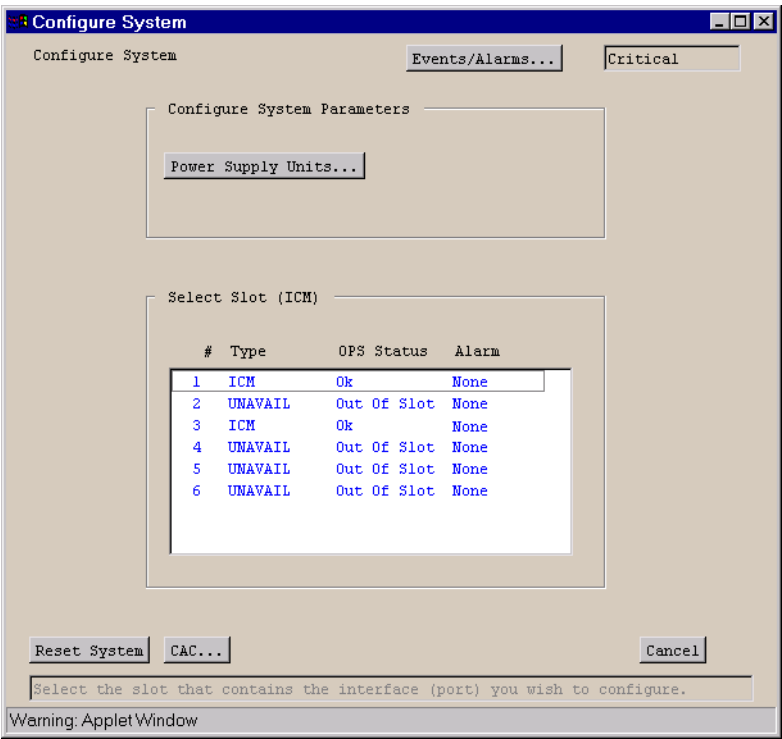 Configure System
Configure System Events/Alarms... Critical
Configure System Parameters
Power Supply Units...
Select Slot (ICM)
# Type OPS Status Alarm
1 ICM Ok None
2 UNAVAIL Out Of Slot None
3 ICM Ok None
4 UNAVAIL Out Of Slot None
5 UNAVAIL Out Of Slot None
6 UNAVAIL Out Of Slot None
Reset System CAC... Cancel
Select the slot that contains the interface (port) you wish to configure.
Warning: Applet Window